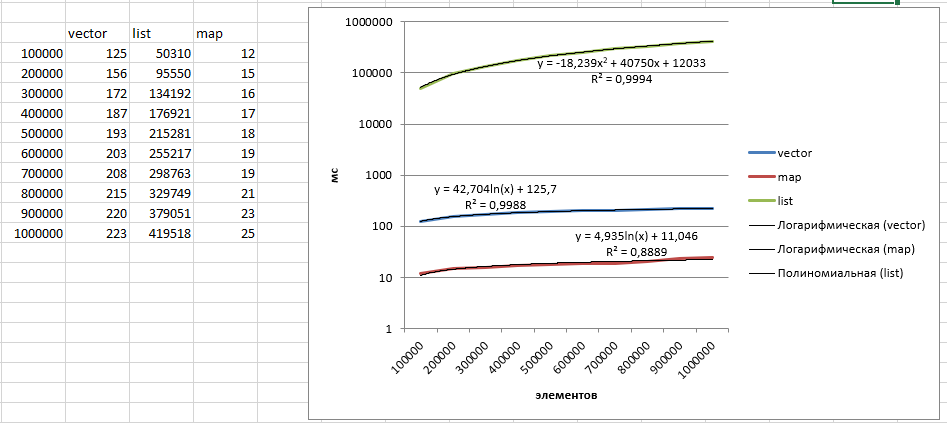 vector list map
100000 125 50310 12
200000 156 95550 15
300000 172 134192 16
400000 187 176921 17
500000 193 215281 18
600000 203 255217 19
700000 208 298763 19
800000 215 329749 21
900000 220 379051 23
1000000 223 419518 25
1000000
100000
10000
1000
100
10
1
мс
y = -18,239x² + 40750x + 12033
R² = 0,9994
y = 42,704ln(x) + 125,7
R² = 0,9988
y = 4,935ln(x) + 11,046
R² = 0,8889
100000
200000
300000
400000
500000
600000
700000
800000
900000
1000000
элементов
vector
map
list
Логарифмическая (vector)
Логарифмическая (map)
Полиномиальная (list)